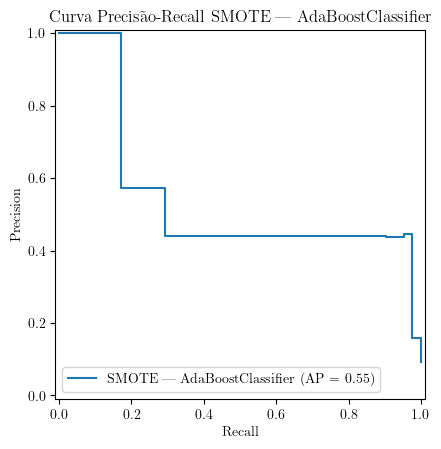 Curva Precisão-Recall SMOTE — AdaBoostClassifier
1.0
0.8
0.6
0.4
0.2
0.0
Precision
SMOTE — AdaBoostClassifier (AP = 0.55)
0.0 0.2 0.4 0.6 0.8 1.0
Recall